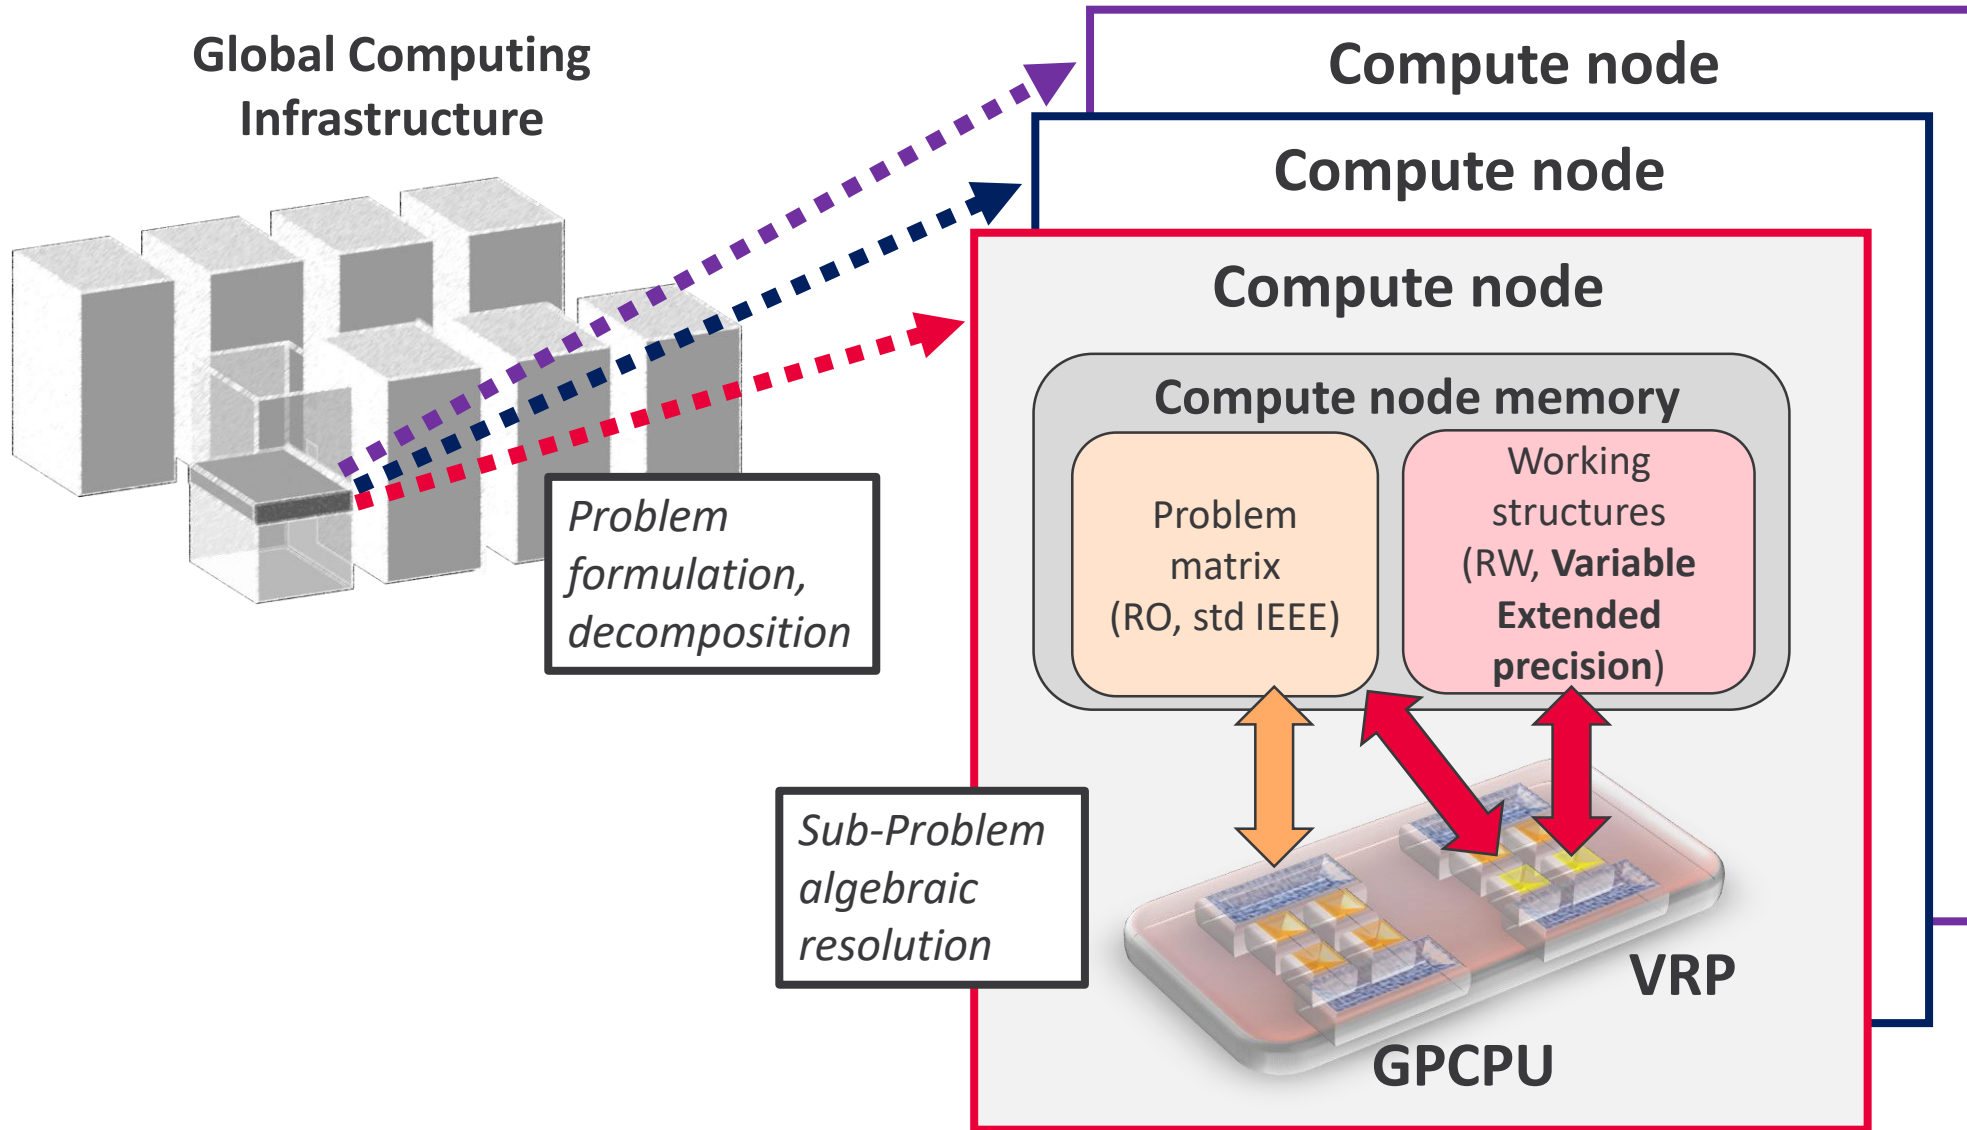 Global Computing
Infrastructure
Compute node
Compute node
Compute node
Compute node memory
Problem
matrix
(RO, std IEEE)
Working
structures
(RW, Variable
Extended
precision)
Problem
formulation,
decomposition
Sub-Problem
algebraic
resolution
VRP
GPCPU